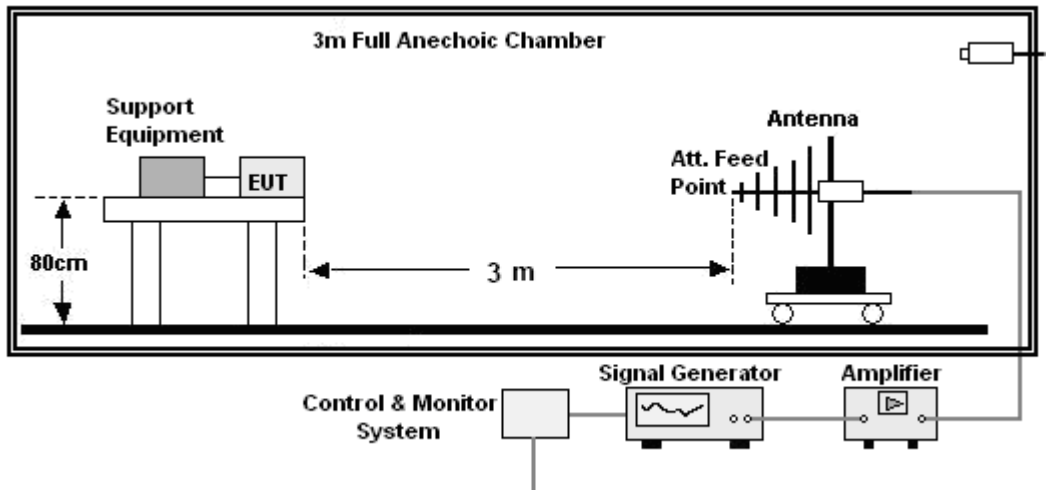 3m Full Anechoic Chamber
Support
Equipment
EUT
Antenna
Att. Feed
Point
80cm
3 m
Signal Generator
Amplifier
Control & Monitor
System